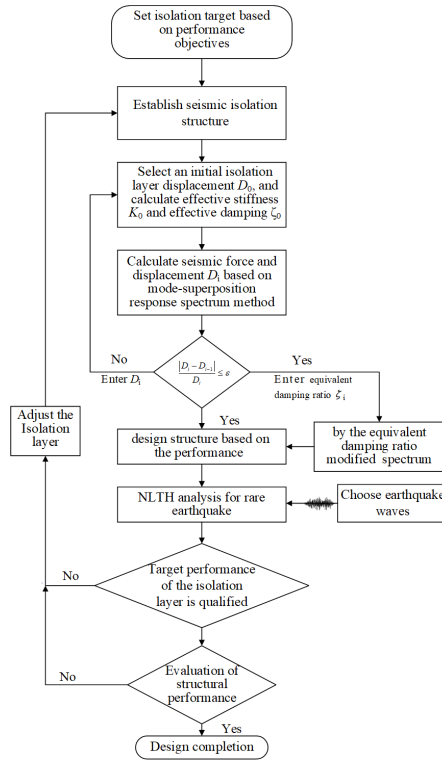 Set isolation target based
on performance
objectives
Establish seismic isolation
structure
Select an initial isolation
layer displacement D₀, and
calculate effective stiffness
K₀ and effective damping ζ₀
Calculate seismic force and
displacement Dᵢ based on
mode-superposition
response spectrum method
No
Enter Dᵢ
|Dᵢ − Dᵢ₋₁| / Dᵢ ≤ ε
Yes
Enter equivalent
damping ratio ζᵢ
Yes
Adjust the
Isolation
layer
design structure based on
the performance
by the equivalent
damping ratio
modified spectrum
NLTH analysis for rare
earthquake
Choose earthquake
waves
No
Target performance
of the isolation
layer is qualified
No
Evaluation of
structural
performance
Yes
Design completion